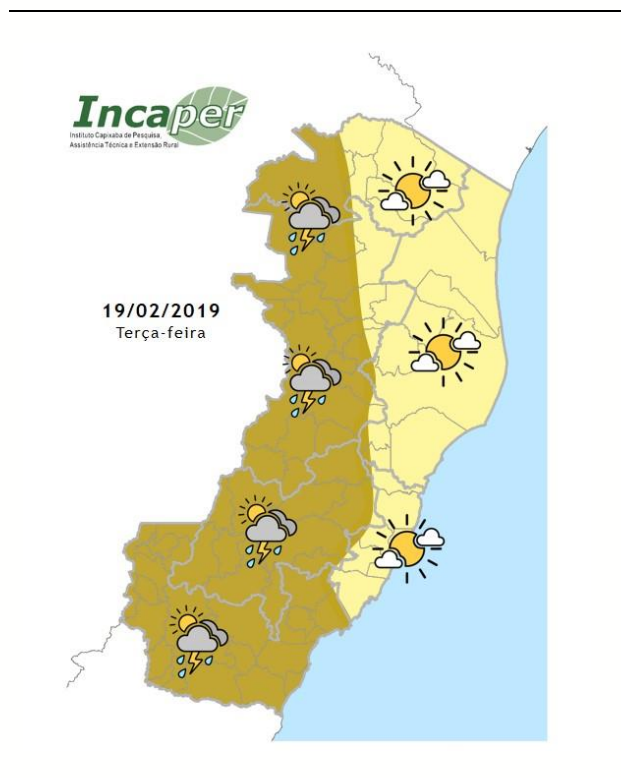 Incaper
Instituto Capixaba de Pesquisa,
Assistência Técnica e Extensão Rural
19/02/2019
Terça-feira